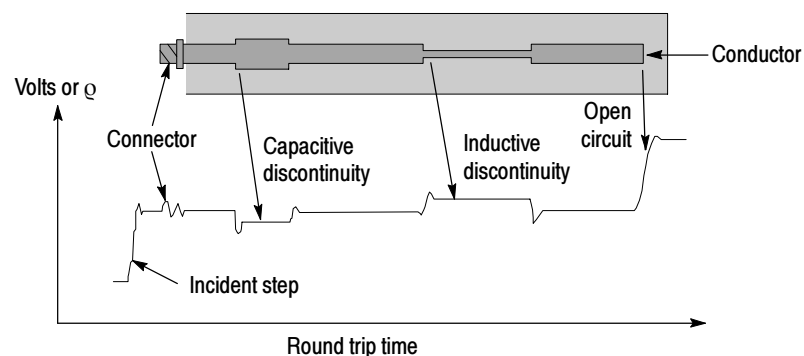 Conductor
Volts or ρ
Connector
Capacitive
discontinuity
Inductive
discontinuity
Open
circuit
Incident step
Round trip time